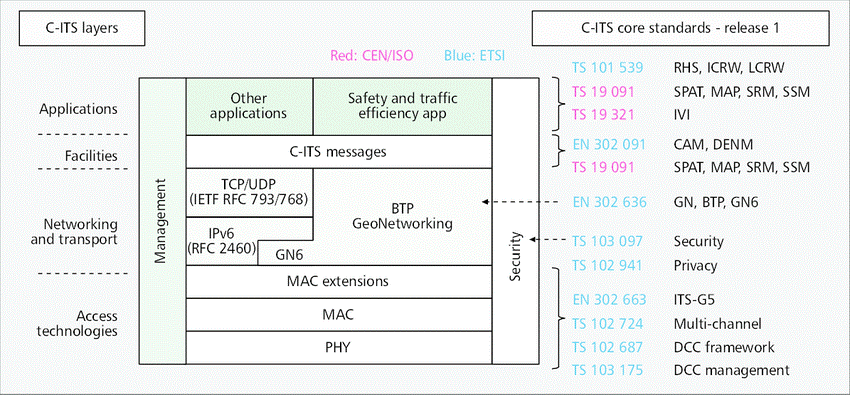 C-ITS layers
C-ITS core standards - release 1
Red: CEN/ISO Blue: ETSI
Applications
Facilities
Networking
and transport
Access
technologies
Management
Other
applications
Safety and traffic
efficiency app
C-ITS messages
TCP/UDP
(IETF RFC 793/768)
BTP
GeoNetworking
IPv6
(RFC 2460)
GN6
MAC extensions
MAC
PHY
Security
TS 101 539 RHS, ICRW, LCRW
TS 19 091 SPAT, MAP, SRM, SSM
TS 19 321 IVI
EN 302 091 CAM, DENM
TS 19 091 SPAT, MAP, SRM, SSM
EN 302 636 GN, BTP, GN6
TS 103 097 Security
TS 102 941 Privacy
EN 302 663 ITS-G5
TS 102 724 Multi-channel
TS 102 687 DCC framework
TS 103 175 DCC management